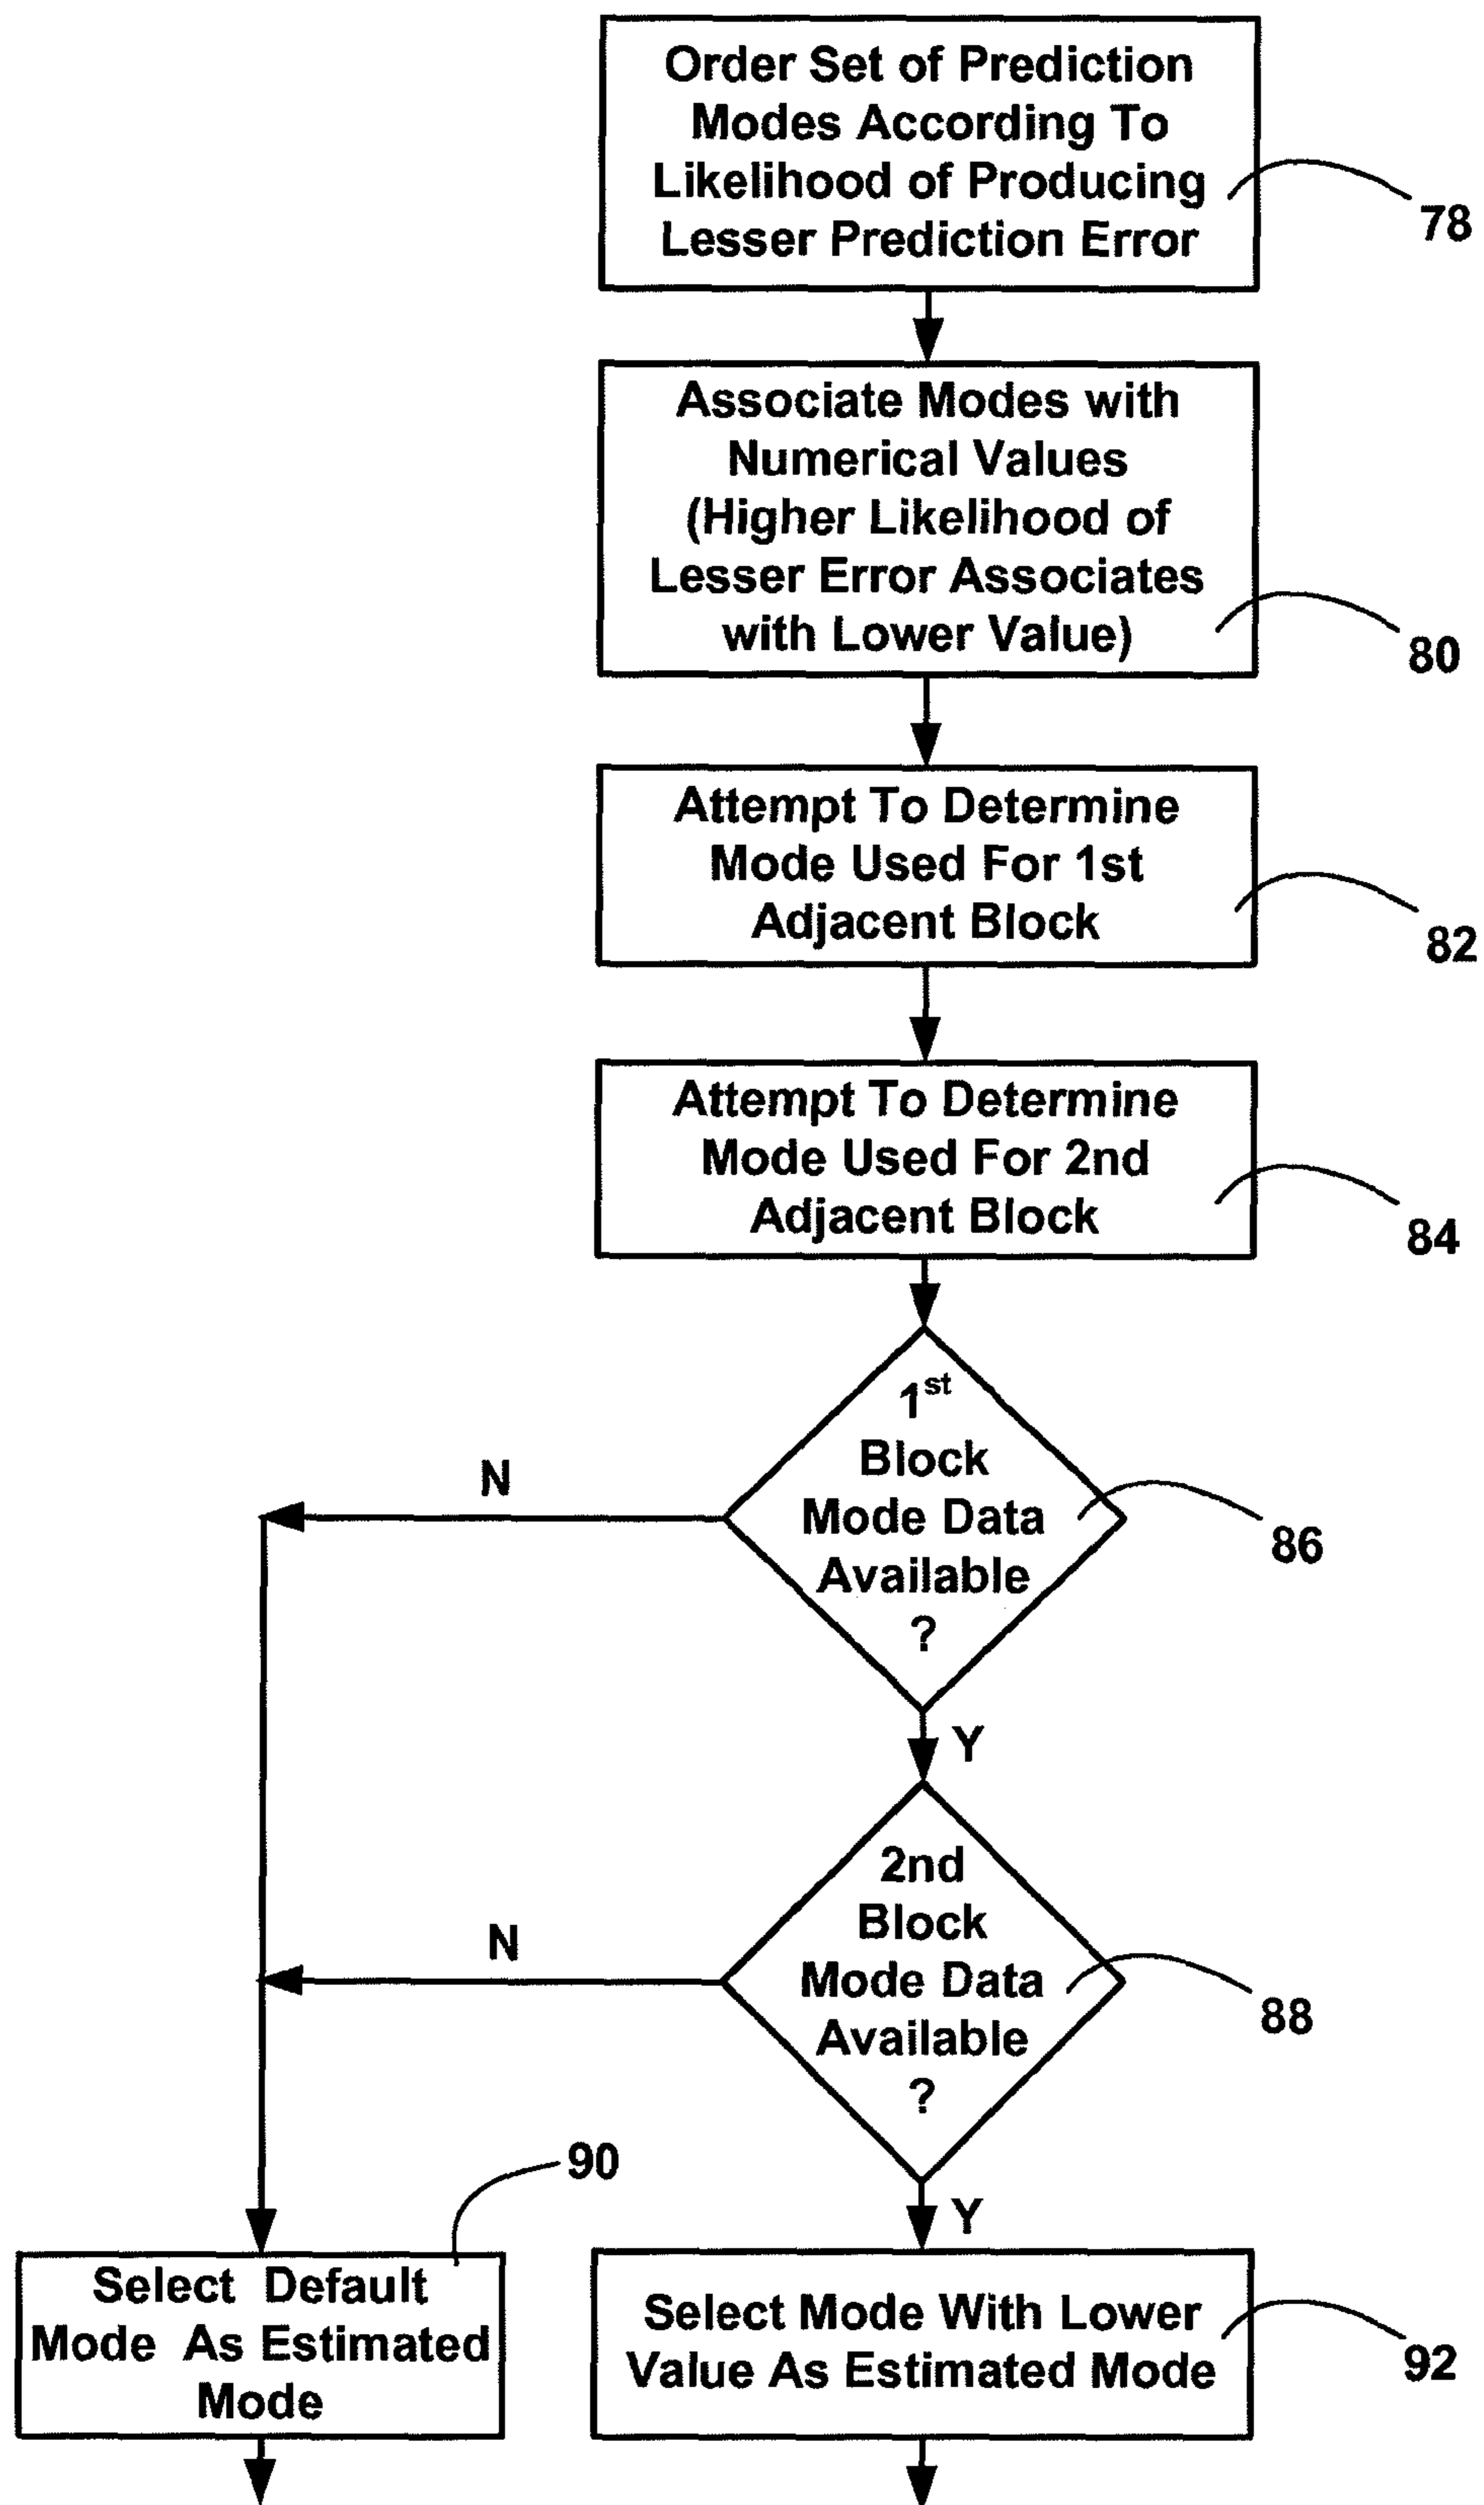 Order Set of Prediction
Modes According To
Likelihood of Producing
Lesser Prediction Error
78
Associate Modes with
Numerical Values
(Higher Likelihood of
Lesser Error Associates
with Lower Value)
80
Attempt To Determine
Mode Used For 1st
Adjacent Block
82
Attempt To Determine
Mode Used For 2nd
Adjacent Block
84
1st
Block
Mode Data
Available
?
86
N
Y
2nd
Block
Mode Data
Available
?
88
N
Y
90
Select Default
Mode As Estimated
Mode
Select Mode With Lower
Value As Estimated Mode
92